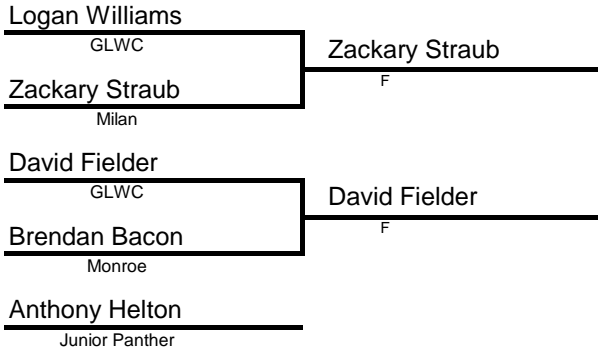 Logan Williams
GLWC
Zackary Straub
F
Zackary Straub
Milan
David Fielder
GLWC
David Fielder
F
Brendan Bacon
Monroe
Anthony Helton
Junior Panther